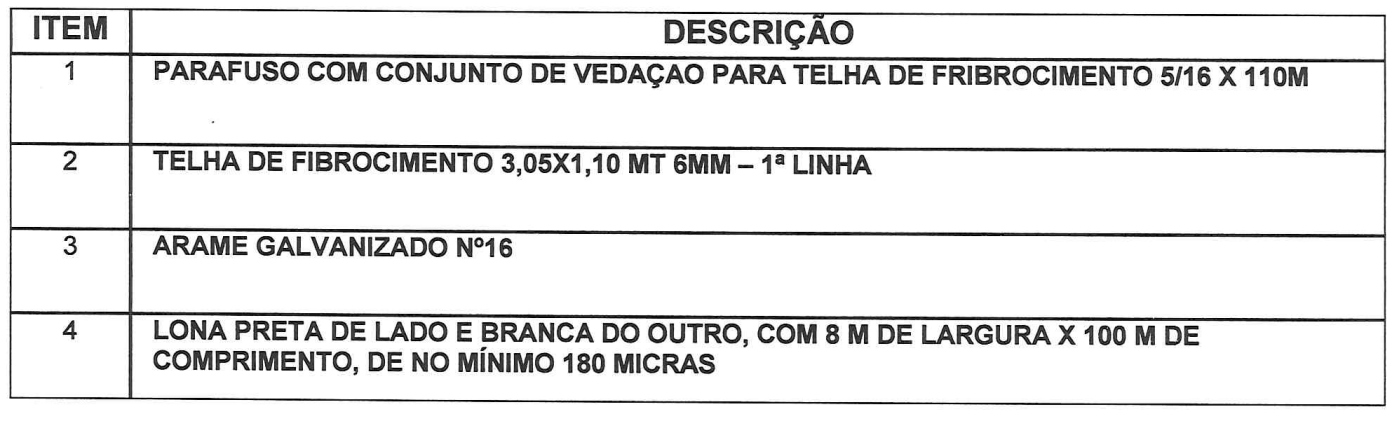 ITEM DESCRIÇÃO
1 PARAFUSO COM CONJUNTO DE VEDAÇAO PARA TELHA DE FRIBROCIMENTO 5/16 X 110M
2 TELHA DE FIBROCIMENTO 3,05X1,10 MT 6MM – 1ª LINHA
3 ARAME GALVANIZADO Nº16
4 LONA PRETA DE LADO E BRANCA DO OUTRO, COM 8 M DE LARGURA X 100 M DE
COMPRIMENTO, DE NO MÍNIMO 180 MICRAS